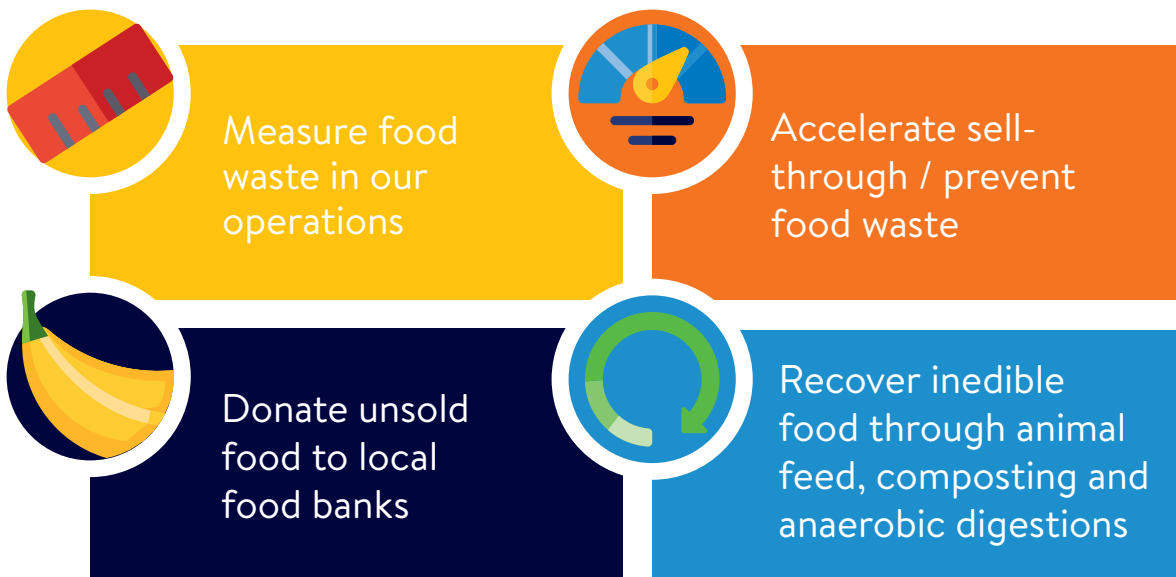 Measure food
waste in our
operations
Accelerate sell-
through / prevent
food waste
Donate unsold
food to local
food banks
Recover inedible
food through animal
feed, composting and
anaerobic digestions